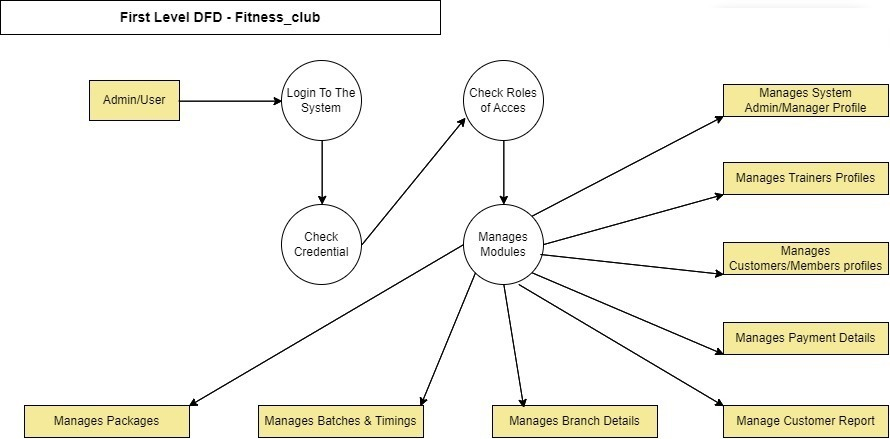 First Level DFD - Fitness_club
Admin/User
Login To The
System
Check Roles
of Acces
Manages System
Admin/Manager Profile
Manages Trainers Profiles
Check
Credential
Manages
Modules
Manages
Customers/Members profiles
Manages Payment Details
Manages Packages
Manages Batches & Timings
Manages Branch Details
Manage Customer Report